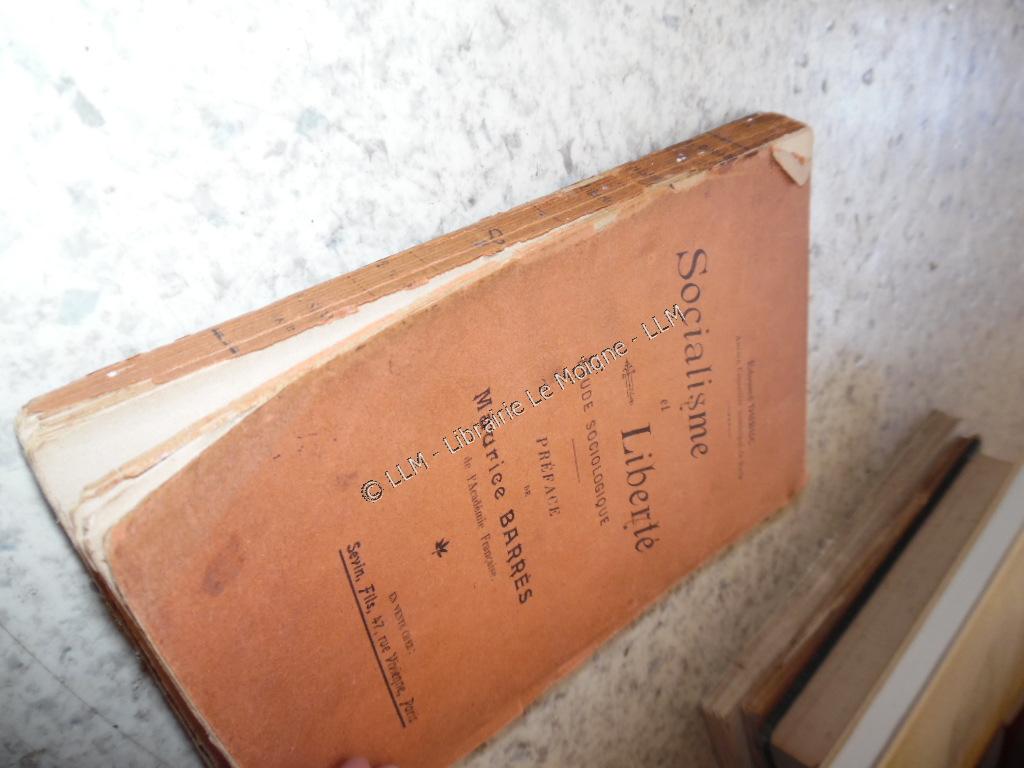 Socialisme
et
Liberté
ÉTUDE SOCIOLOGIQUE
PRÉFACE
DE
Maurice BARRÈS
de l'Académie Française.
EN VENTE CHEZ:
Sevin, Fils, 47, rue Vivienne, Paris
© LLM - Librairie Le Moigne - LLM